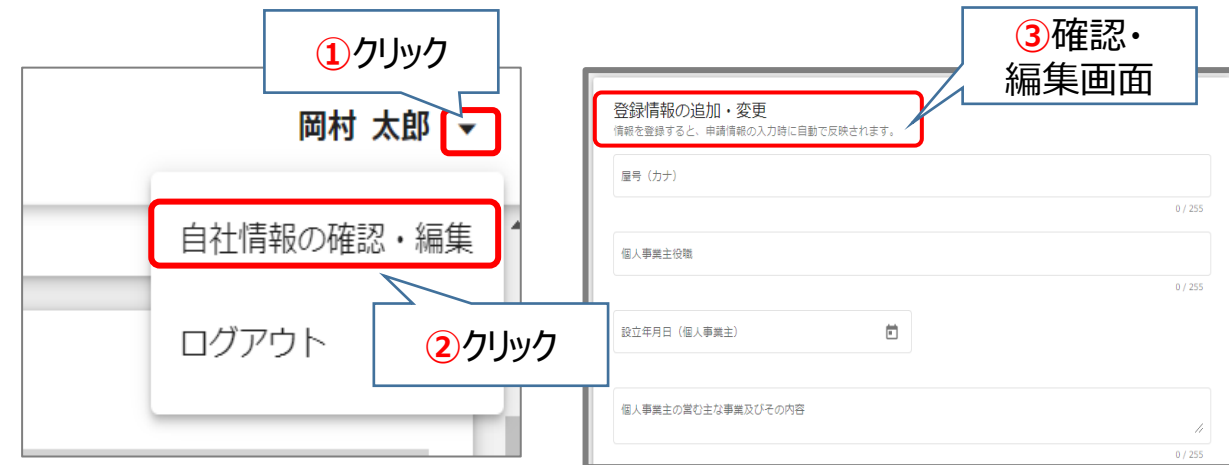 ①クリック
岡村 太郎
自社情報の確認・編集
ログアウト
②クリック
③確認・
編集画面
登録情報の追加・変更
情報を登録すると、申請情報の入力時に自動で反映されます。
屋号（カナ）
0 / 255
個人事業主役職
0 / 255
設立年月日（個人事業主）
個人事業主の営む主な事業及びその内容
0 / 255